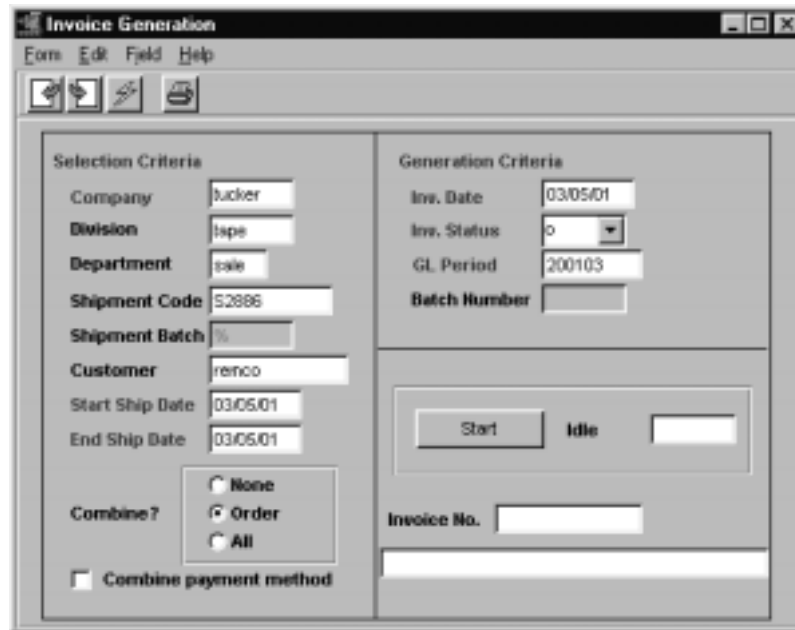 Invoice Generation
Form Edit Field Help
Selection Criteria
Company tucker
Division tape
Department sale
Shipment Code S2886
Shipment Batch %
Customer remco
Start Ship Date 03/05/01
End Ship Date 03/05/01
Combine?
None
Order
All
Combine payment method
Generation Criteria
Inv. Date 03/05/01
Inv. Status o
GL Period 200103
Batch Number
Start Idle
Invoice No.